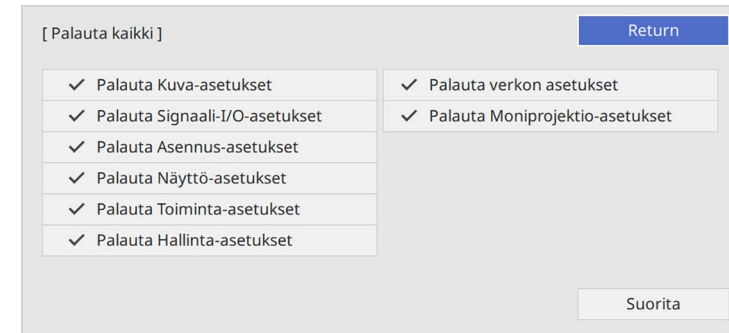 [ Palauta kaikki ]
Return
Palauta Kuva-asetukset
Palauta Signaali-I/O-asetukset
Palauta Asennus-asetukset
Palauta Näyttö-asetukset
Palauta Toiminta-asetukset
Palauta Hallinta-asetukset
Palauta verkon asetukset
Palauta Moniprojektio-asetukset
Suorita